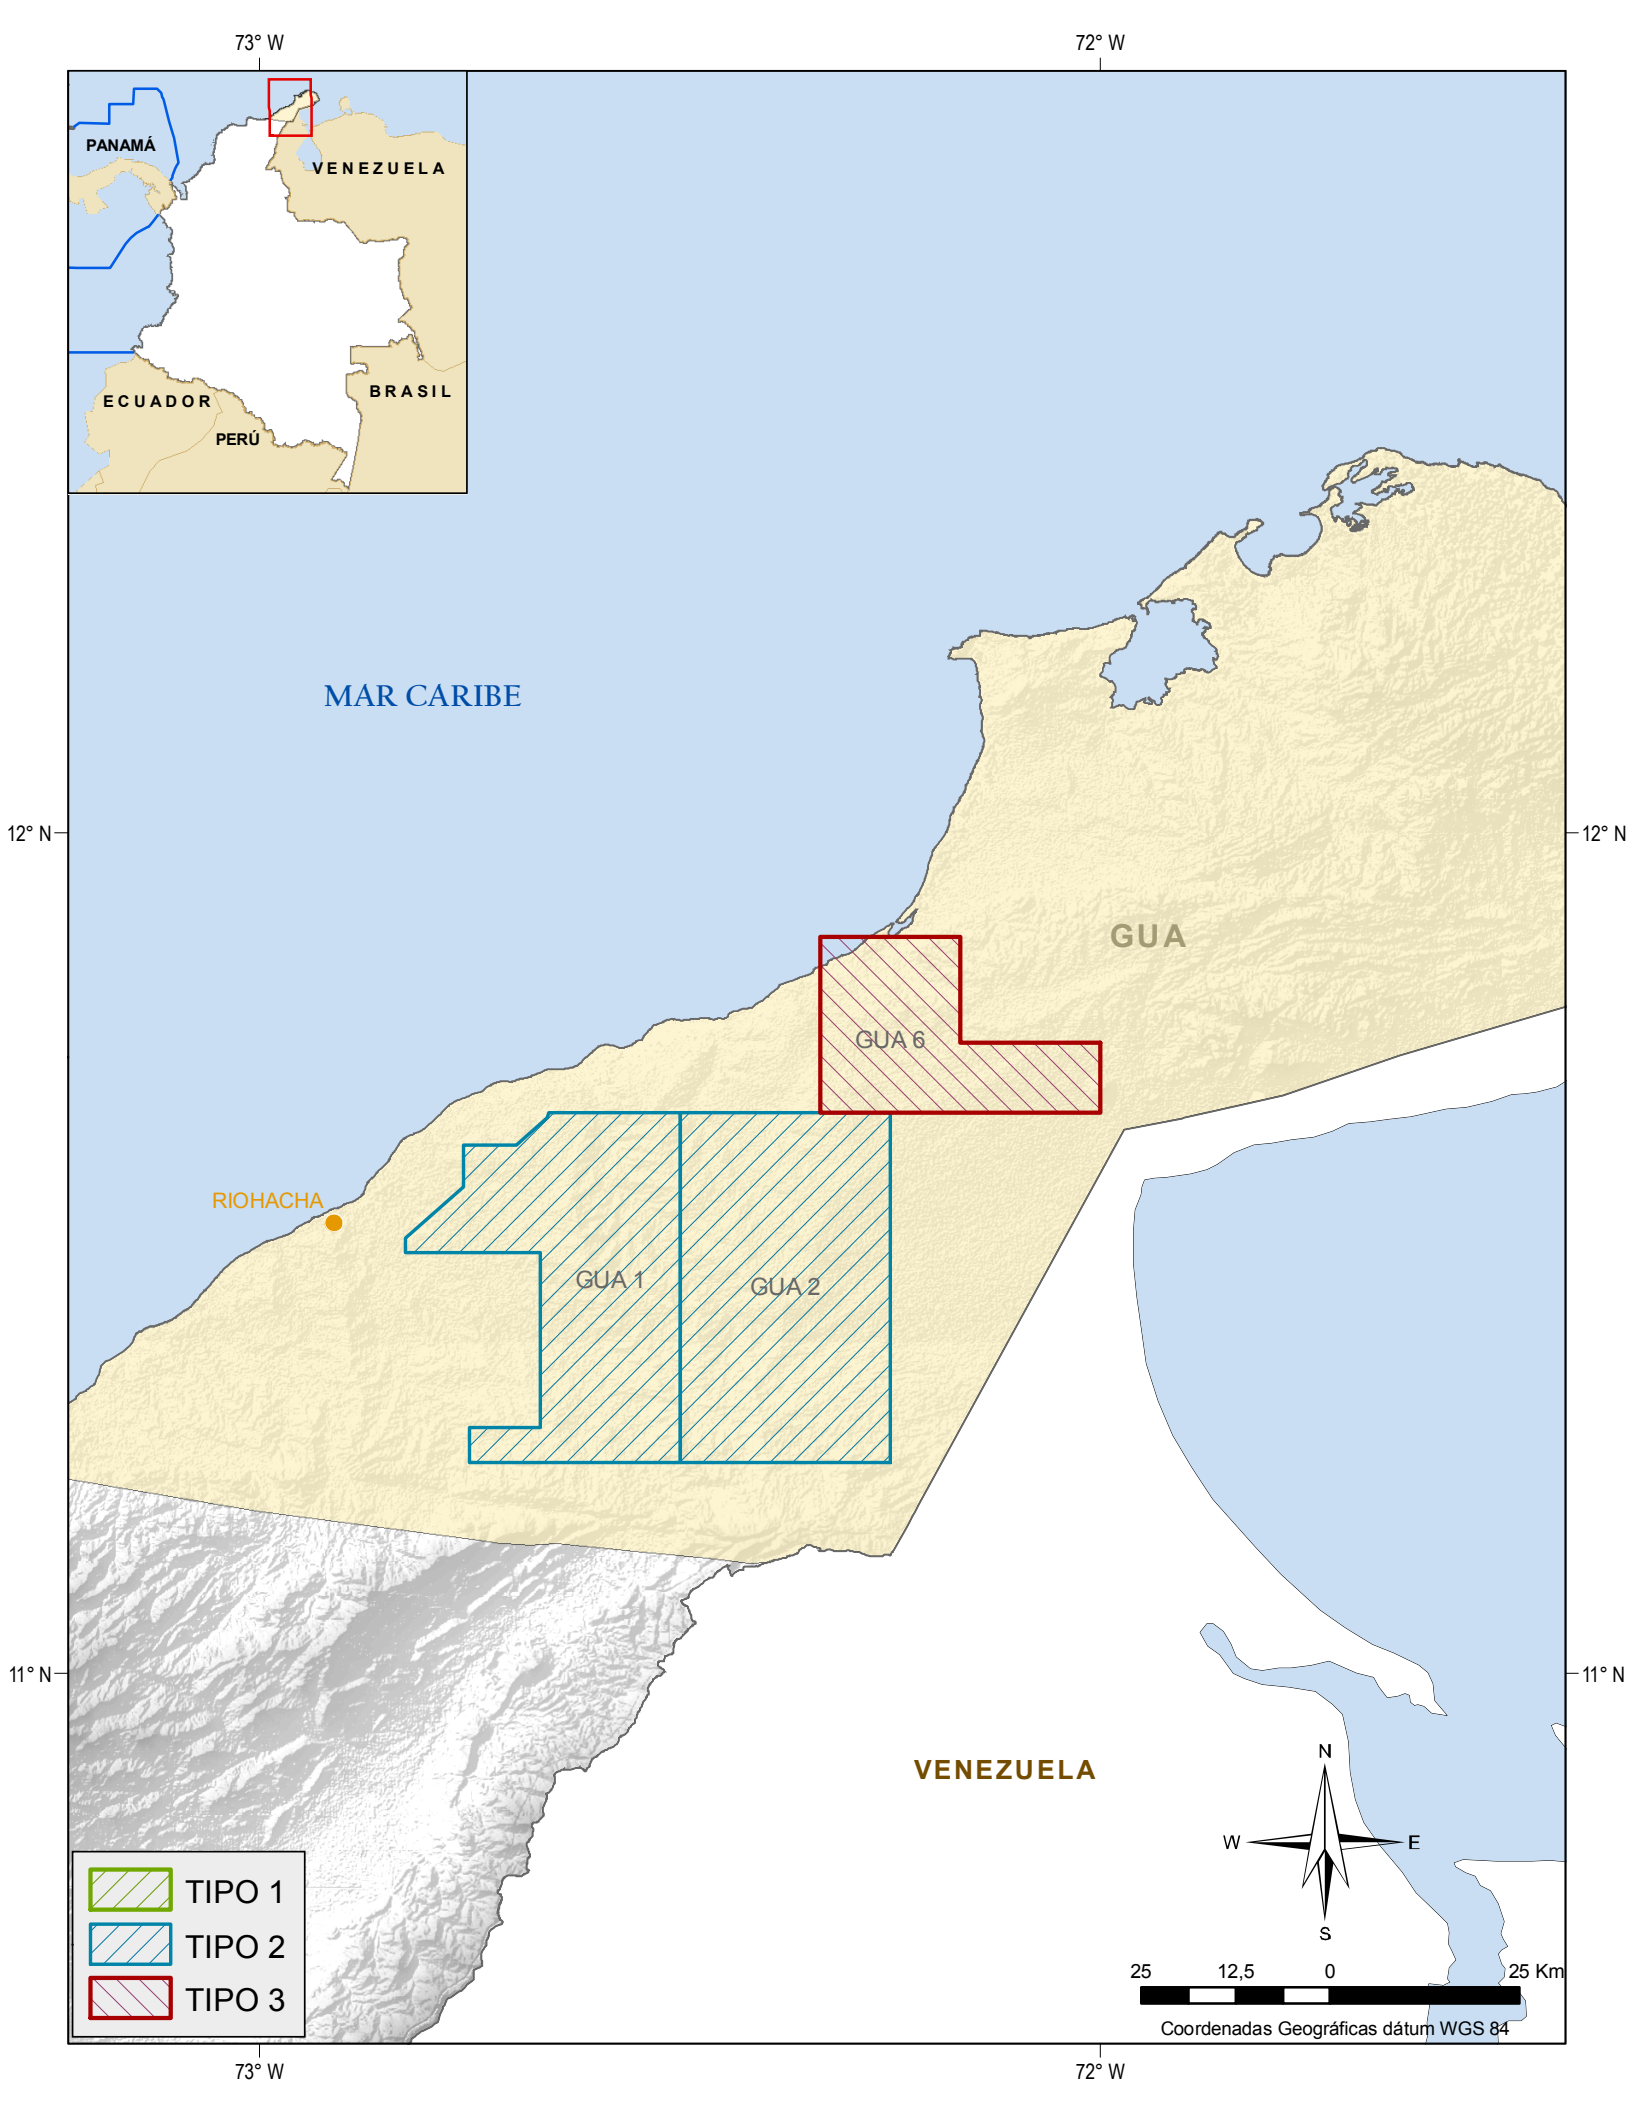 73° W
72° W
PANAMÁ
VENEZUELA
ECUADOR
BRASIL
PERÚ
MAR CARIBE
12° N
12° N
GUA
GUA 6
RIOHACHA
GUA 1
GUA 2
11° N
11° N
VENEZUELA
N
W
E
S
TIPO 1
TIPO 2
TIPO 3
25
12,5
0
25 Km
Coordenadas Geográficas dátum WGS 84
73° W
72° W